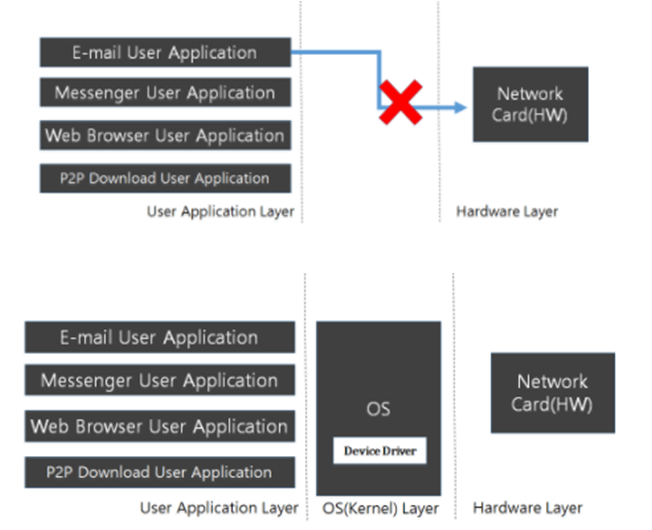 E-mail User Application
Messenger User Application
Web Browser User Application
P2P Download User Application
Network
Card(HW)
User Application Layer
Hardware Layer
E-mail User Application
Messenger User Application
Web Browser User Application
P2P Download User Application
OS
Device Driver
Network
Card(HW)
User Application Layer
OS(Kernel) Layer
Hardware Layer